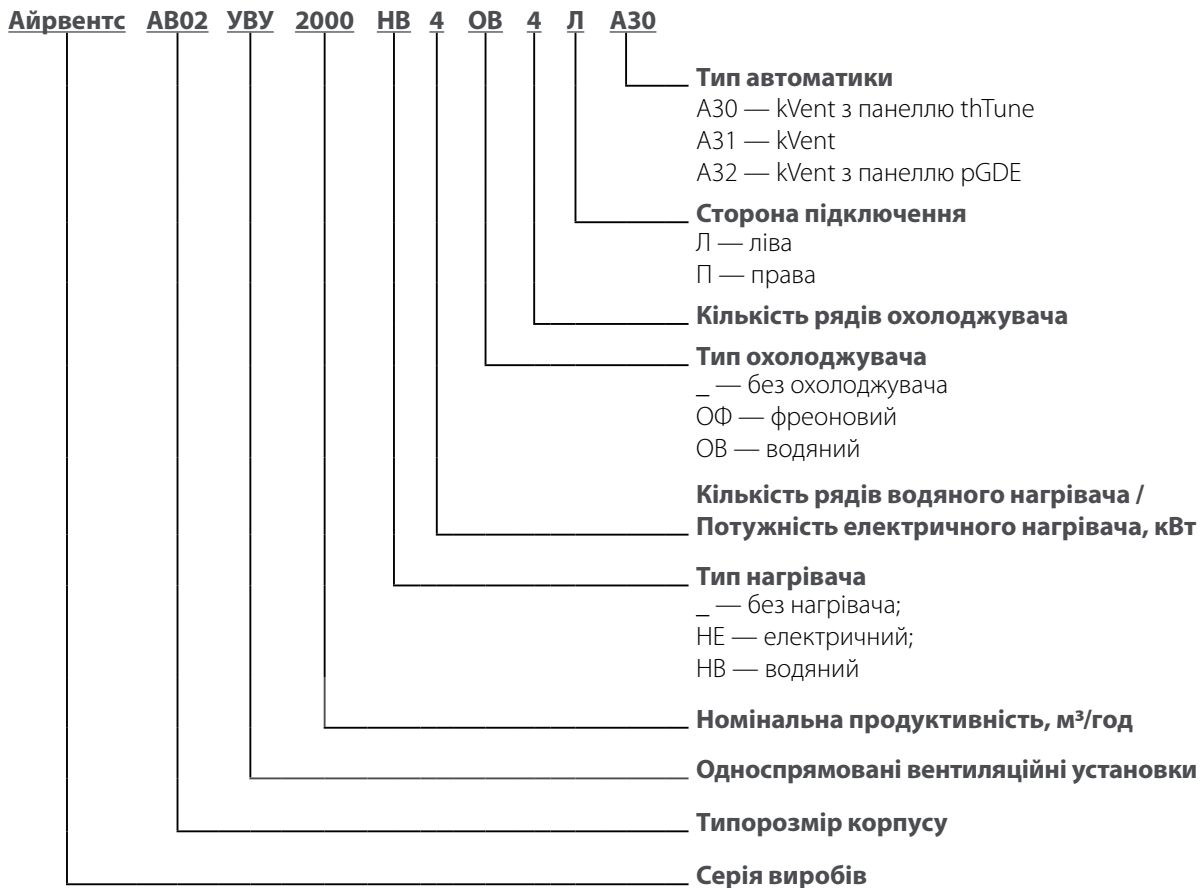 Айрвентс АВ02 УВУ 2000 НВ 4 ОВ 4 Л А30
Тип автоматики
А30 — kVent з панеллю thTune
А31 — kVent
А32 — kVent з панеллю pGDE
Сторона підключення
Л — ліва
П — права
Кількість рядів охолоджувача
Тип охолоджувача
_ — без охолоджувача
ОФ — фреоновий
ОВ — водяний
Кількість рядів водяного нагрівача /
Потужність електричного нагрівача, кВт
Тип нагрівача
_ — без нагрівача;
НЕ — електричний;
НВ — водяний
Номінальна продуктивність, м³/год
Односпрямовані вентиляційні установки
Типорозмір корпусу
Серія виробів